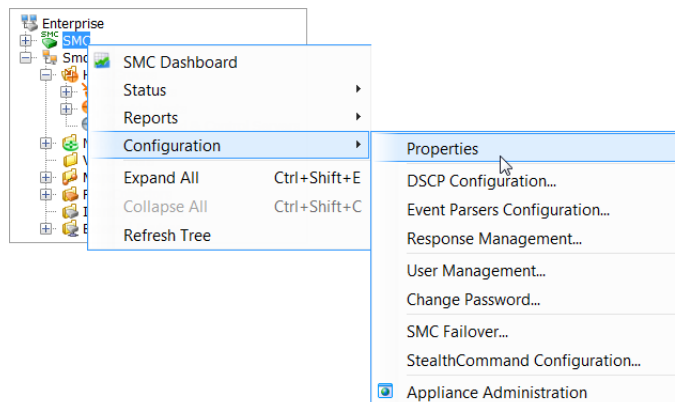 Enterprise
SMC
SMC
SMC Dashboard
Status
Reports
Configuration
Expand All Ctrl+Shift+E
Collapse All Ctrl+Shift+C
Refresh Tree
Properties
DSCP Configuration...
Event Parsers Configuration...
Response Management...
User Management...
Change Password...
SMC Failover...
StealthCommand Configuration...
Appliance Administration